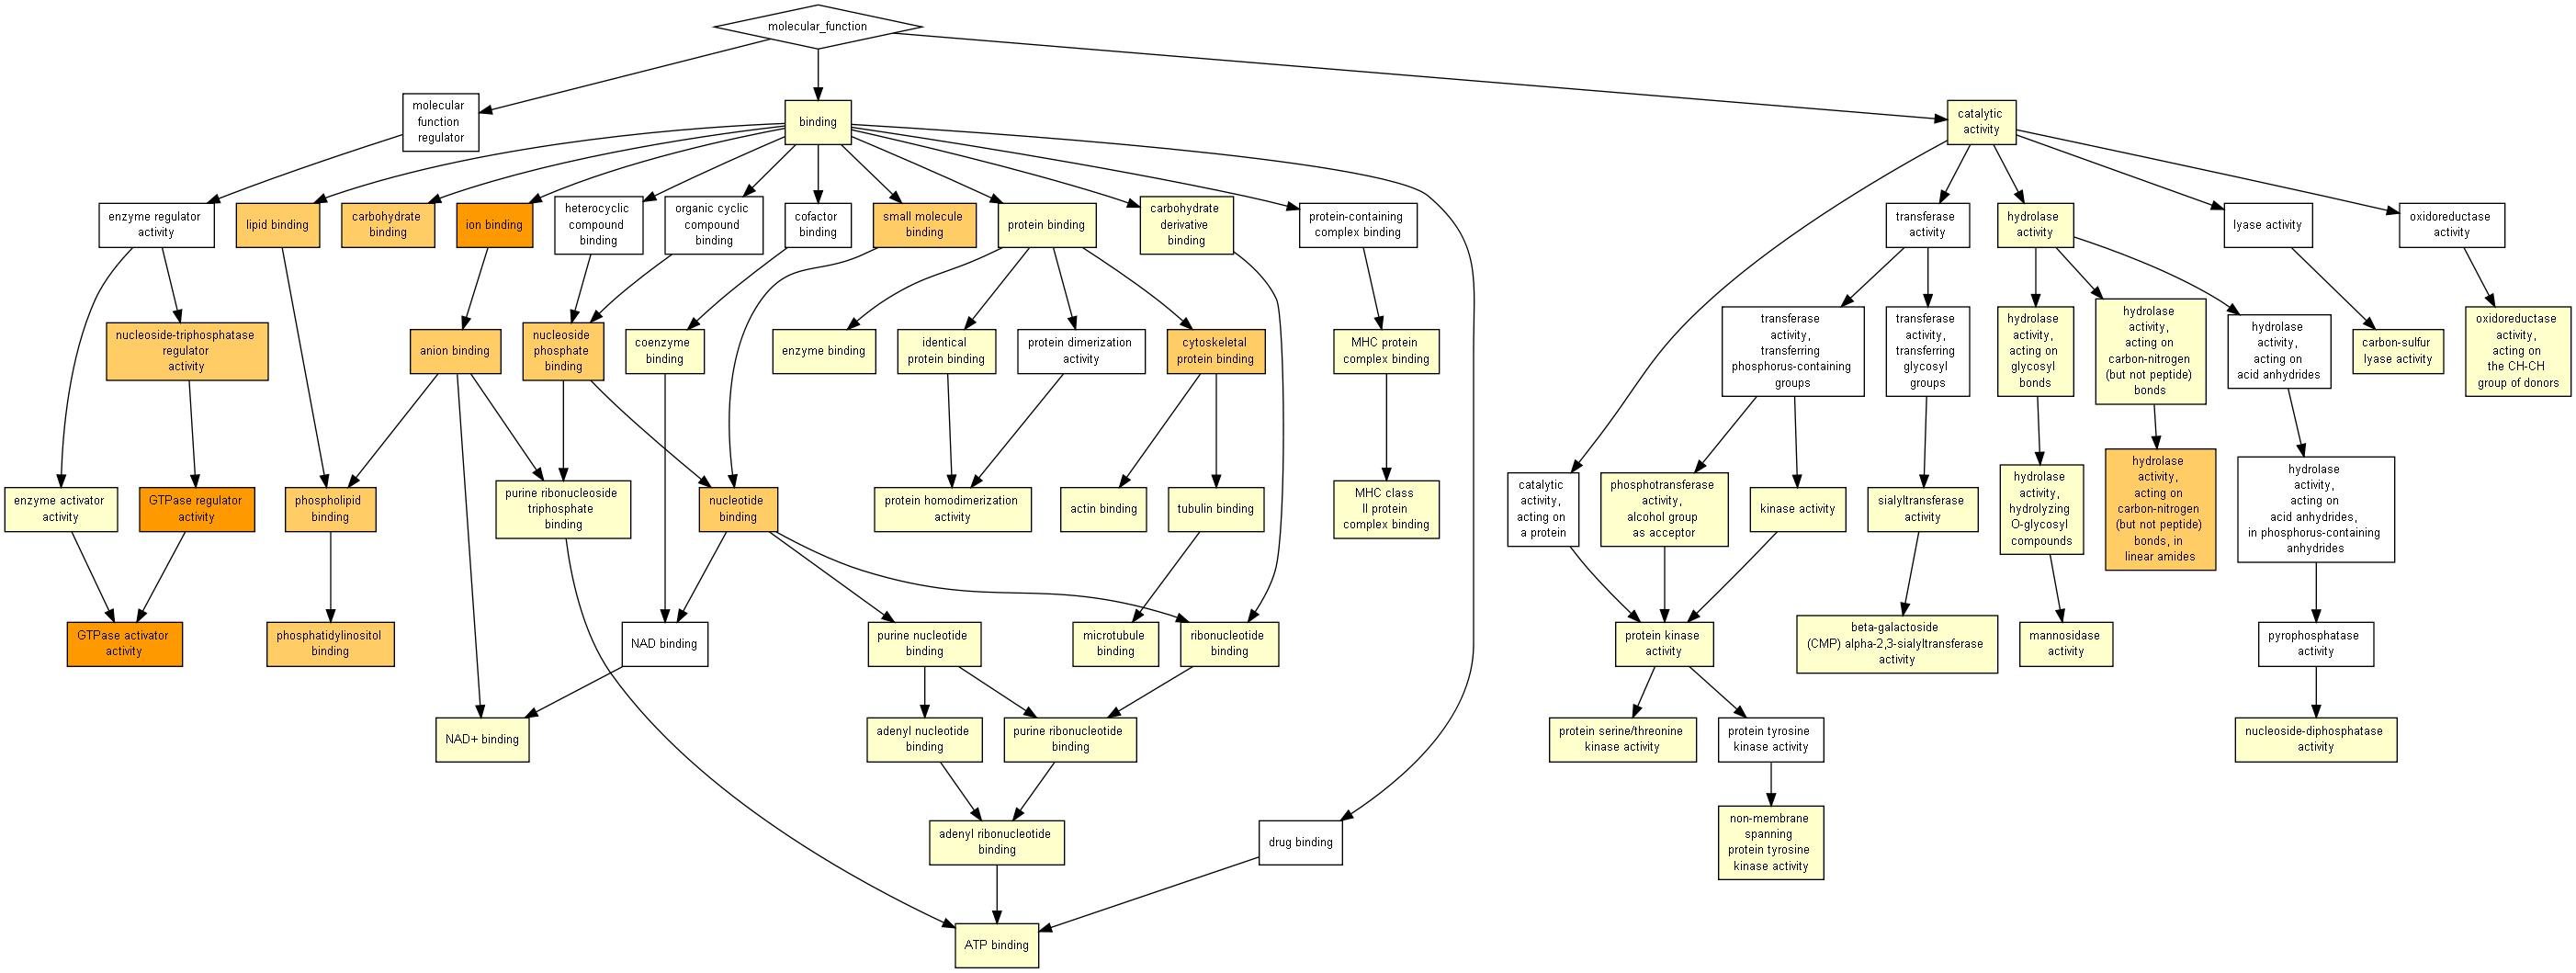 molecular_function
molecular
function
regulator
binding
catalytic
activity
enzyme regulator
activity
lipid binding
carbohydrate
binding
ion binding
heterocyclic
compound
binding
organic cyclic
compound
binding
cofactor
binding
small molecule
binding
protein binding
carbohydrate
derivative
binding
protein-containing
complex binding
transferase
activity
hydrolase
activity
lyase activity
oxidoreductase
activity
nucleoside-triphosphatase
regulator
activity
anion binding
nucleoside
phosphate
binding
coenzyme
binding
enzyme binding
identical
protein binding
protein dimerization
activity
cytoskeletal
protein binding
MHC protein
complex binding
transferase
activity,
transferring
phosphorus-containing
groups
transferase
activity,
transferring
glycosyl
groups
hydrolase
activity,
acting on
glycosyl
bonds
hydrolase
activity,
acting on
carbon-nitrogen
(but not peptide)
bonds
hydrolase
activity,
acting on
acid anhydrides
carbon-sulfur
lyase activity
oxidoreductase
activity,
acting on
the CH-CH
group of donors
enzyme activator
activity
GTPase regulator
activity
phospholipid
binding
purine ribonucleoside
triphosphate
binding
nucleotide
binding
protein homodimerization
activity
actin binding
tubulin binding
MHC class
II protein
complex binding
catalytic
activity,
acting on
a protein
phosphotransferase
activity,
alcohol group
as acceptor
kinase activity
sialyltransferase
activity
hydrolase
activity,
hydrolyzing
O-glycosyl
compounds
hydrolase
activity,
acting on
carbon-nitrogen
(but not peptide)
bonds, in
linear amides
hydrolase
activity,
acting on
acid anhydrides,
in phosphorus-containing
anhydrides
GTPase activator
activity
phosphatidylinositol
binding
NAD binding
purine nucleotide
binding
microtubule
binding
ribonucleotide
binding
protein kinase
activity
beta-galactoside
(CMP) alpha-2,3-sialyltransferase
activity
mannosidase
activity
pyrophosphatase
activity
NAD+ binding
adenyl nucleotide
binding
purine ribonucleotide
binding
protein serine/threonine
kinase activity
protein tyrosine
kinase activity
nucleoside-diphosphatase
activity
adenyl ribonucleotide
binding
drug binding
non-membrane
spanning
protein tyrosine
kinase activity
ATP binding